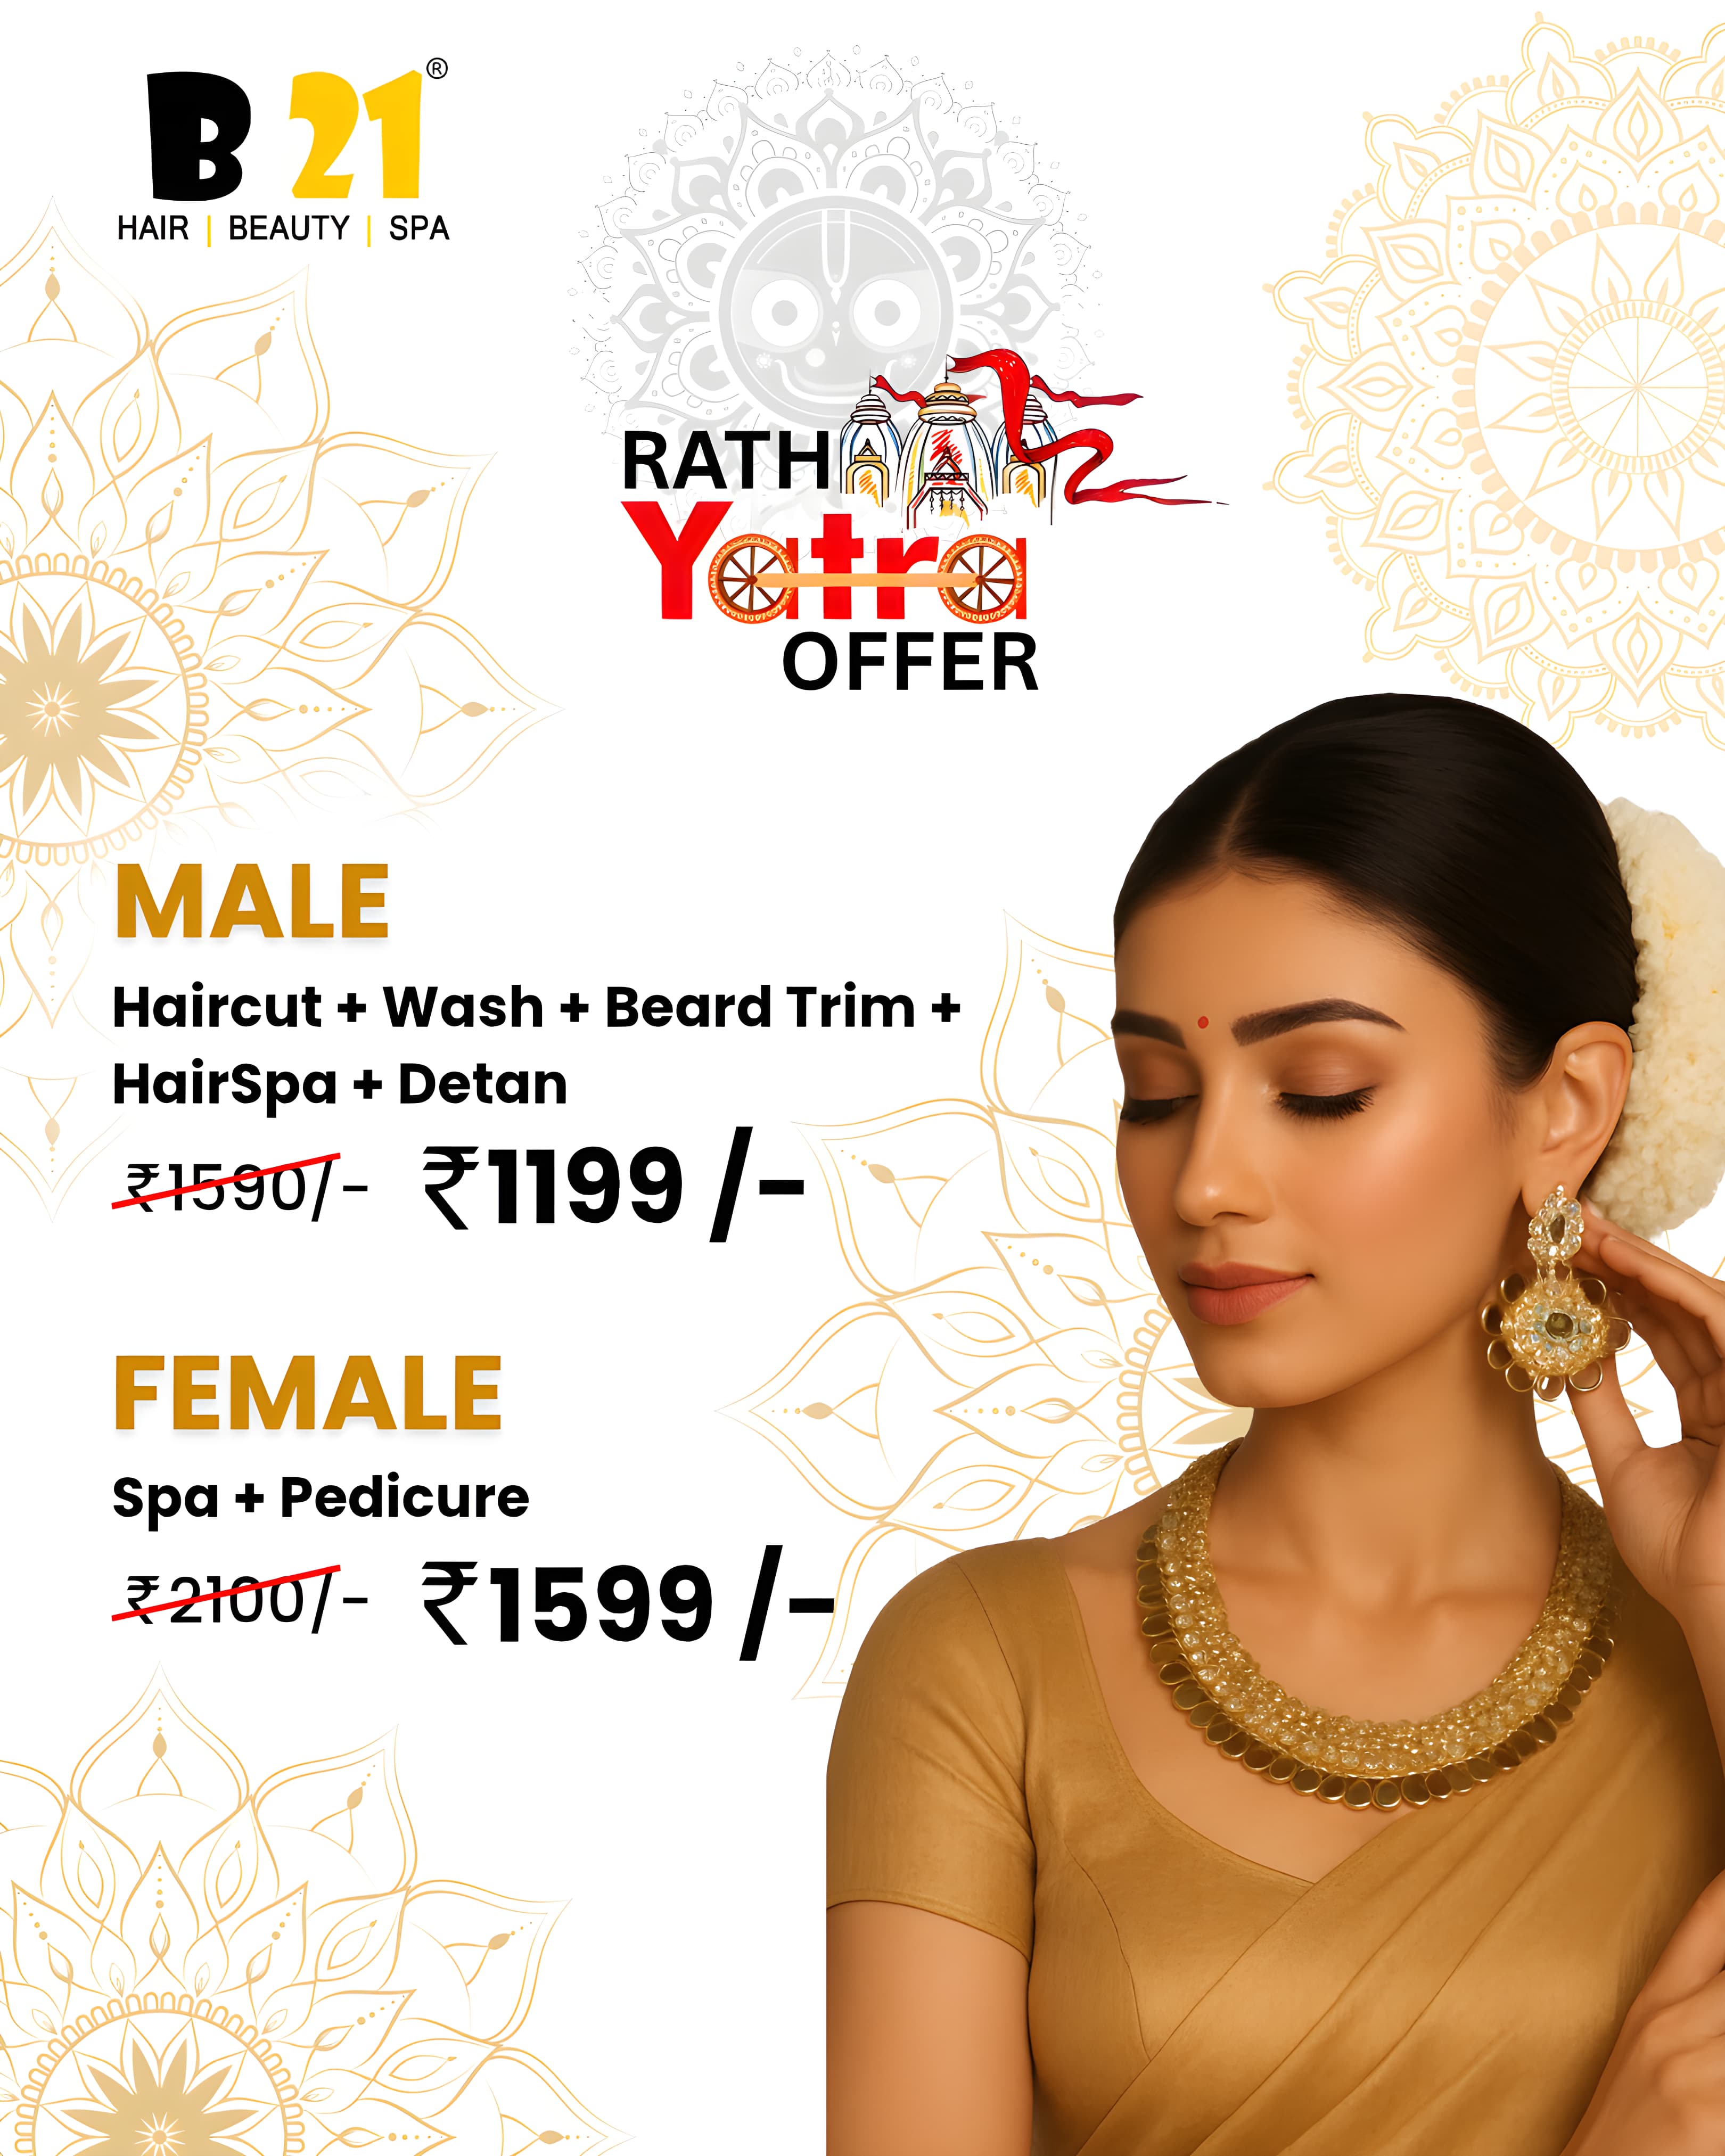 B 21®
HAIR | BEAUTY | SPA
RATH
Yatra
OFFER
MALE
Haircut + Wash + Beard Trim +
HairSpa + Detan
₹1590/- ₹1199 /-
FEMALE
Spa + Pedicure
₹2100/- ₹1599 /-